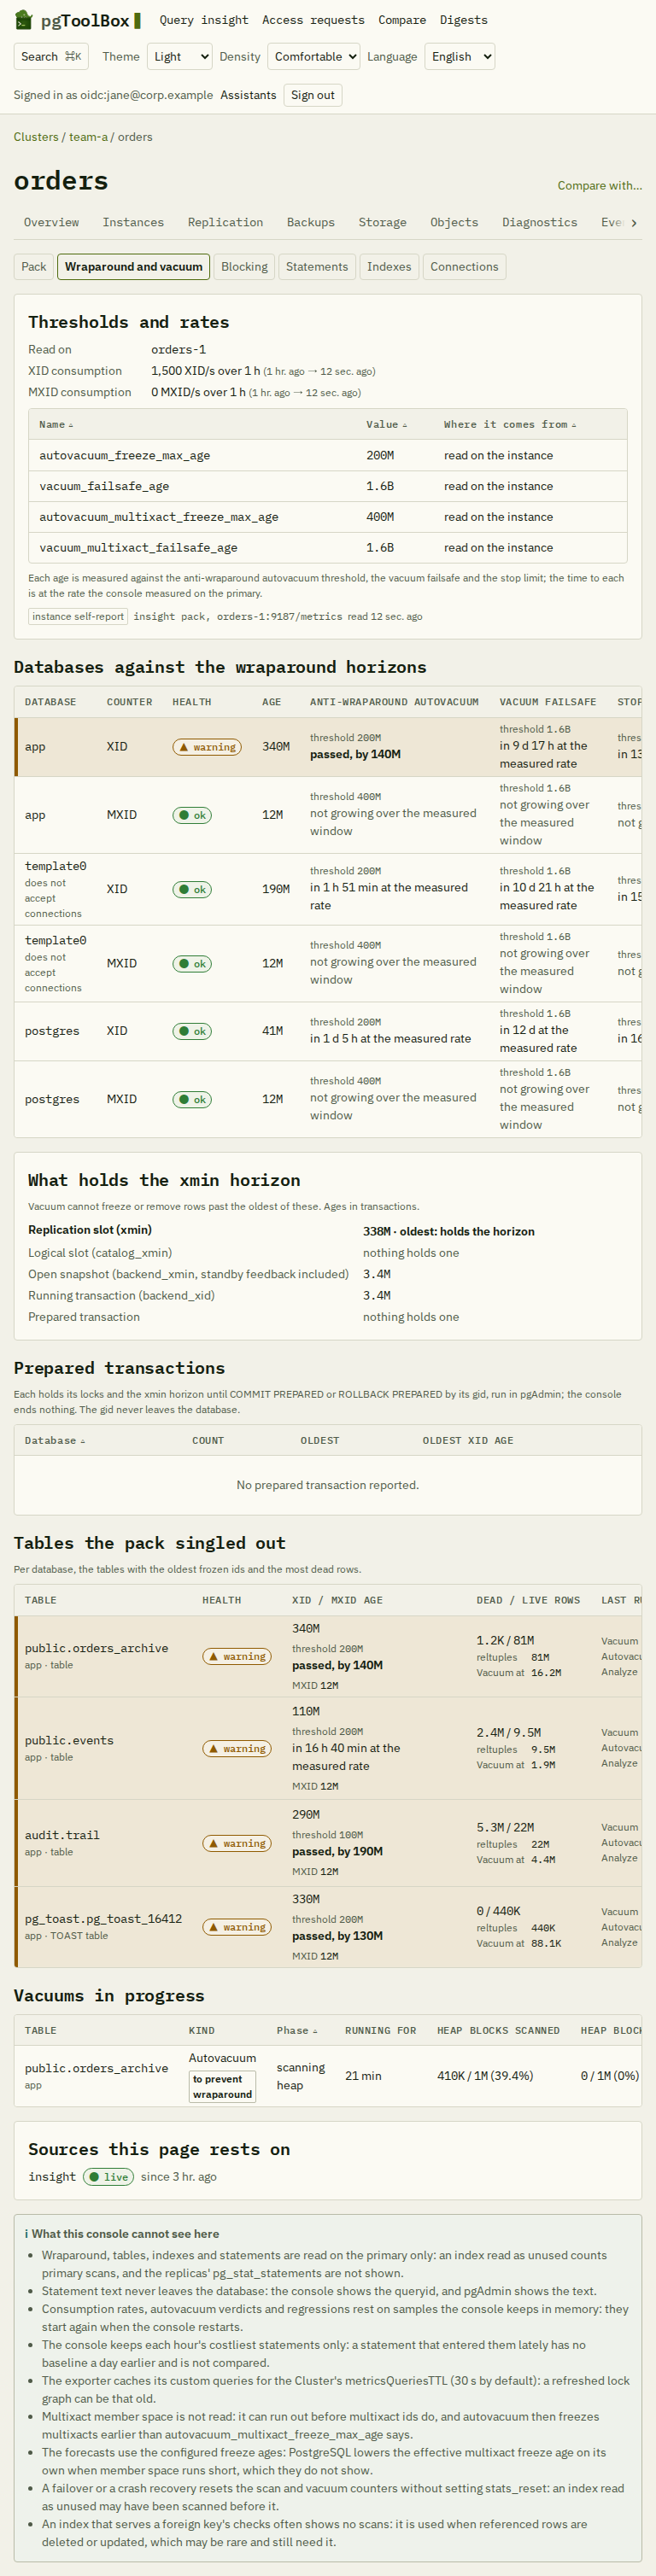 pgToolBox Query insight Access requests Compare Digests
Search ⌘K Theme Light Density Comfortable Language English
Signed in as oidc:jane@corp.example Assistants Sign out
Clusters / team-a / orders
orders
Compare with...
Overview Instances Replication Backups Storage Objects Diagnostics Eve
Pack Wraparound and vacuum Blocking Statements Indexes Connections
Thresholds and rates
Read on orders-1
XID consumption 1,500 XID/s over 1 h (1 hr. ago → 12 sec. ago)
MXID consumption 0 MXID/s over 1 h (1 hr. ago → 12 sec. ago)
Name Value Where it comes from
autovacuum_freeze_max_age 200M read on the instance
vacuum_failsafe_age 1.6B read on the instance
autovacuum_multixact_freeze_max_age 400M read on the instance
vacuum_multixact_failsafe_age 1.6B read on the instance
Each age is measured against the anti-wraparound autovacuum threshold, the vacuum failsafe and the stop limit; the time to each
is at the rate the console measured on the primary.
instance self-report insight pack, orders-1:9187/metrics read 12 sec. ago
Databases against the wraparound horizons
DATABASE COUNTER HEALTH AGE ANTI-WRAPAROUND AUTOVACUUM VACUUM FAILSAFE STOP
app XID warning 340M threshold 200M
passed, by 140M
threshold 1.6B
in 9 d 17 h at the
measured rate
thres
in 13
app MXID ok 12M threshold 400M
not growing over the measured
window
threshold 1.6B
not growing over
the measured
window
thres
not g
template0
does not
accept
connections
XID ok 190M threshold 200M
in 1 h 51 min at the measured
rate
threshold 1.6B
in 10 d 21 h at the
measured rate
thres
in 15
template0
does not
accept
connections
MXID ok 12M threshold 400M
not growing over the measured
window
threshold 1.6B
not growing over
the measured
window
thres
not g
postgres XID ok 41M threshold 200M
in 1 d 5 h at the measured rate
threshold 1.6B
in 12 d at the
measured rate
thres
in 16
postgres MXID ok 12M threshold 400M
not growing over the measured
window
threshold 1.6B
not growing over
the measured
window
thres
not g
What holds the xmin horizon
Vacuum cannot freeze or remove rows past the oldest of these. Ages in transactions.
Replication slot (xmin) 338M · oldest: holds the horizon
Logical slot (catalog_xmin) nothing holds one
Open snapshot (backend_xmin, standby feedback included) 3.4M
Running transaction (backend_xid) 3.4M
Prepared transaction nothing holds one
Prepared transactions
Each holds its locks and the xmin horizon until COMMIT PREPARED or ROLLBACK PREPARED by its gid, run in pgAdmin; the console
ends nothing. The gid never leaves the database.
Database COUNT OLDEST OLDEST XID AGE
No prepared transaction reported.
Tables the pack singled out
Per database, the tables with the oldest frozen ids and the most dead rows.
TABLE HEALTH XID / MXID AGE DEAD / LIVE ROWS LAST RU
public.orders_archive
app · table
warning
340M
threshold 200M
passed, by 140M
MXID 12M
1.2K / 81M
reltuples 81M
Vacuum at 16.2M
Vacuum
Autovacu
Analyze
public.events
app · table
warning
110M
threshold 200M
in 16 h 40 min at the
measured rate
MXID 12M
2.4M / 9.5M
reltuples 9.5M
Vacuum at 1.9M
Vacuum
Autovacu
Analyze
audit.trail
app · table
warning
290M
threshold 100M
passed, by 190M
MXID 12M
5.3M / 22M
reltuples 22M
Vacuum at 4.4M
Vacuum
Autovacu
Analyze
pg_toast.pg_toast_16412
app · TOAST table
warning
330M
threshold 200M
passed, by 130M
MXID 12M
0 / 440K
reltuples 440K
Vacuum at 88.1K
Vacuum
Autovacu
Analyze
Vacuums in progress
TABLE KIND Phase RUNNING FOR HEAP BLOCKS SCANNED HEAP BLOCK
public.orders_archive
app
Autovacuum
to prevent
wraparound
scanning
heap
21 min 410K / 1M (39.4%) 0 / 1M (0%)
Sources this page rests on
insight live since 3 hr. ago
i What this console cannot see here
• Wraparound, tables, indexes and statements are read on the primary only: an index read as unused counts
primary scans, and the replicas' pg_stat_statements are not shown.
• Statement text never leaves the database: the console shows the queryid, and pgAdmin shows the text.
• Consumption rates, autovacuum verdicts and regressions rest on samples the console keeps in memory: they
start again when the console restarts.
• The console keeps each hour's costliest statements only: a statement that entered them lately has no
baseline a day earlier and is not compared.
• The exporter caches its custom queries for the Cluster's metricsQueriesTTL (30 s by default): a refreshed lock
graph can be that old.
• Multixact member space is not read: it can run out before multixact ids do, and autovacuum then freezes
multixacts earlier than autovacuum_multixact_freeze_max_age says.
• The forecasts use the configured freeze ages: PostgreSQL lowers the effective multixact freeze age on its
own when member space runs short, which they do not show.
• A failover or a crash recovery resets the scan and vacuum counters without setting stats_reset: an index read
as unused may have been scanned before it.
• An index that serves a foreign key's checks often shows no scans: it is used when referenced rows are
deleted or updated, which may be rare and still need it.